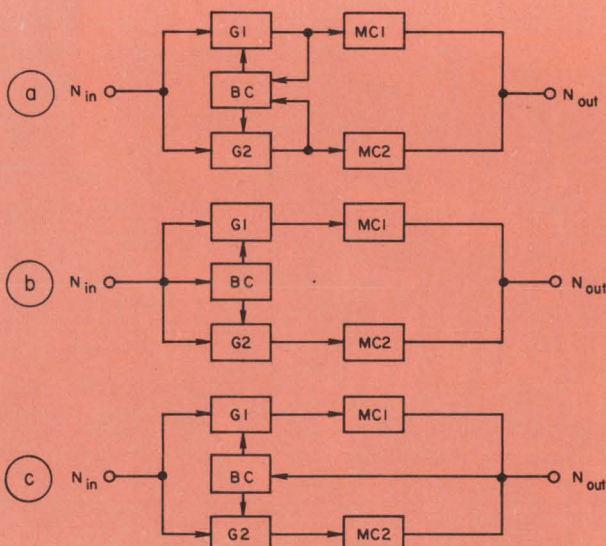 G1 MC1
a N in BC N out
G2 MC2
G1 MC1
b N in BC N out
G2 MC2
G1 MC1
c N in BC N out
G2 MC2